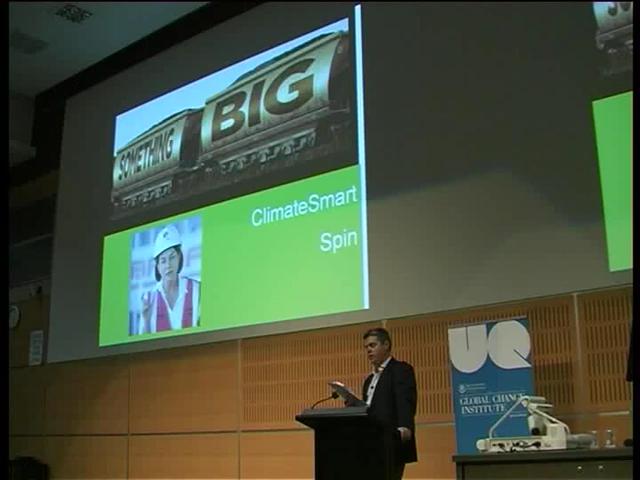 SOMETHING BIG
ClimateSmart
Spin
UQ
GLOBAL CHANGE
INSTITUTE